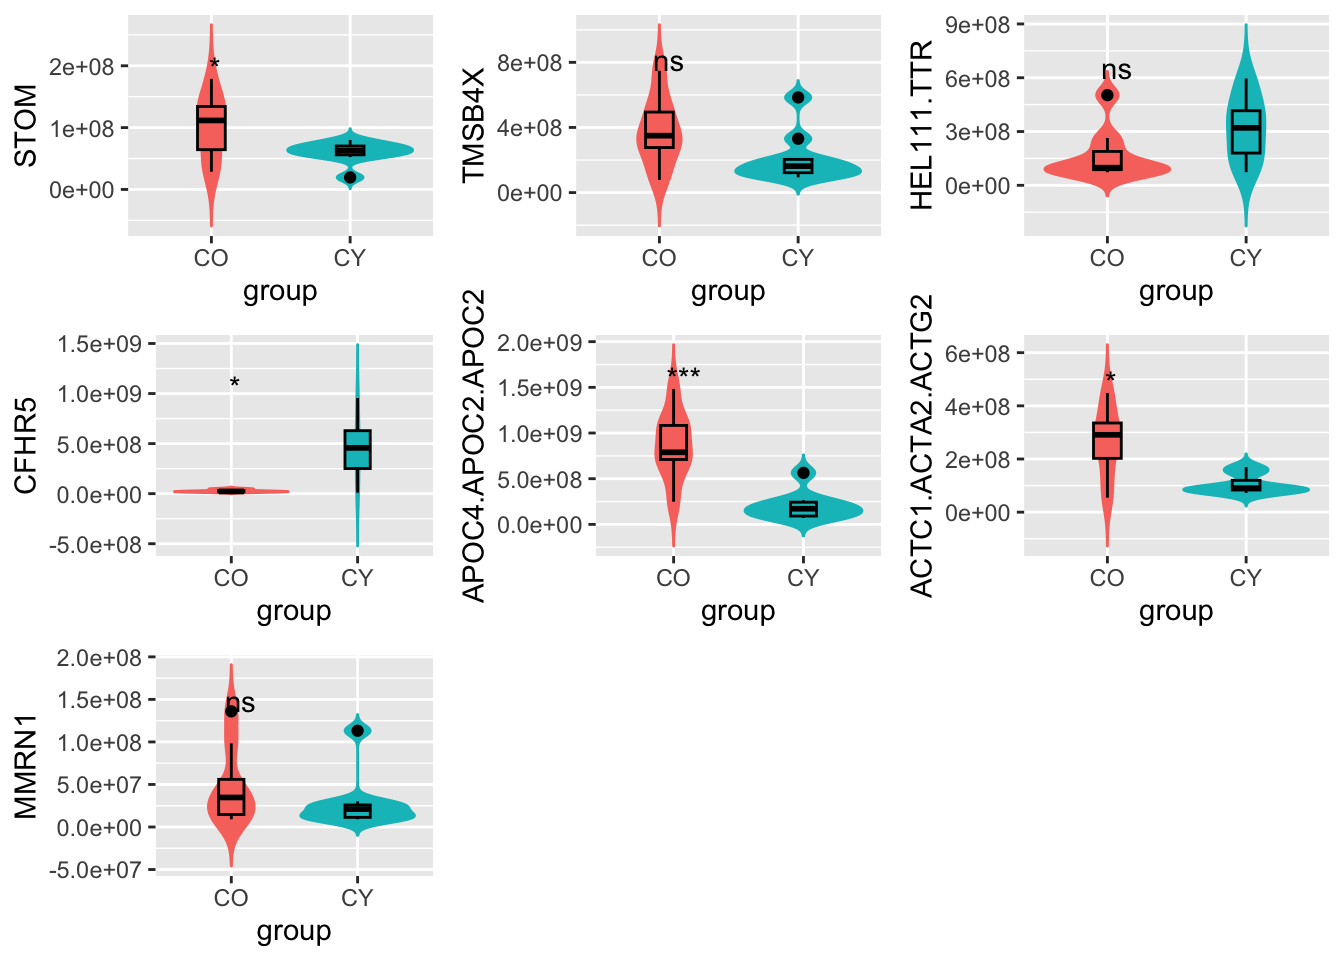 STOM
2e+08
1e+08
0e+00
*
CO
CY
group
TMSB4X
8e+08
4e+08
0e+00
ns
CO
CY
group
HEL111.TTR
9e+08
6e+08
3e+08
0e+00
ns
CO
CY
group
CFHR5
1.5e+09
1.0e+09
5.0e+08
0.0e+00
-5.0e+08
*
CO
CY
group
APOC4.APOC2.APOC2
2.0e+09
1.5e+09
1.0e+09
5.0e+08
0.0e+00
***
CO
CY
group
ACTC1.ACTA2.ACTG2
6e+08
4e+08
2e+08
0e+00
*
CO
CY
group
MMRN1
2.0e+08
1.5e+08
1.0e+08
5.0e+07
0.0e+00
-5.0e+07
ns
CO
CY
group